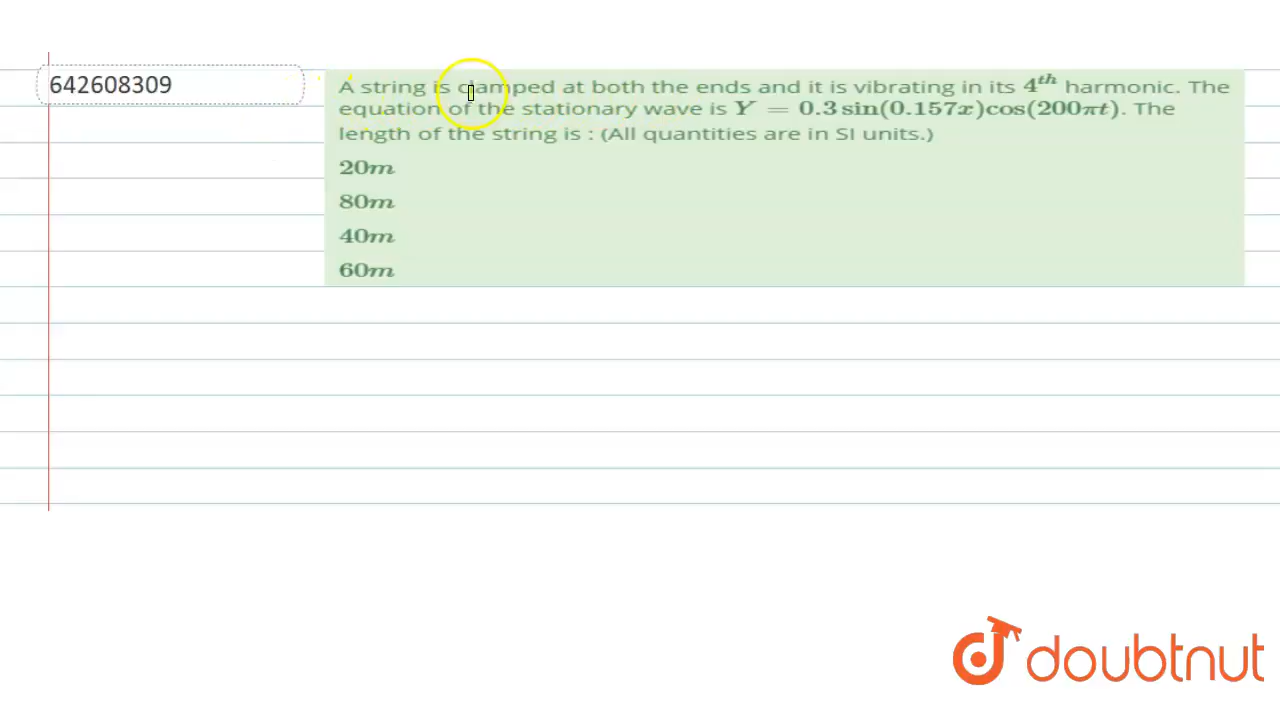 642608309
A string is clamped at both the ends and it is vibrating in its 4^{th} harmonic. The
equation of the stationary wave is Y = 0.3 sin(0.157x)cos(200πt). The
length of the string is : (All quantities are in SI units.)
20m
80m
40m
60m
doubtnut